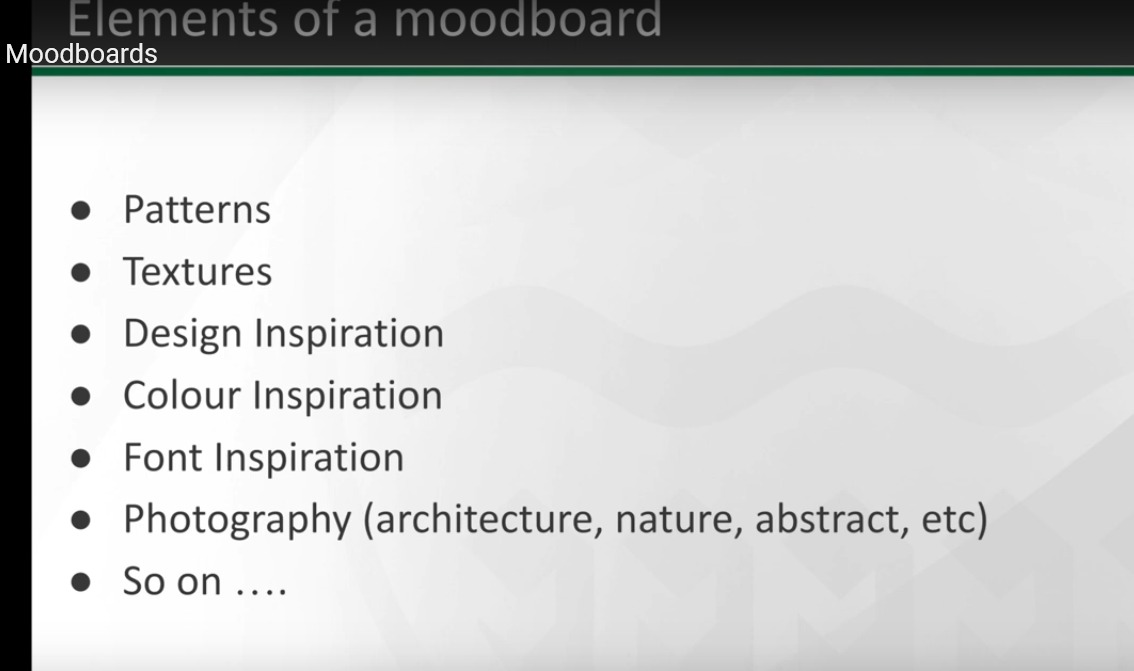 Elements of a moodboard
Moodboards
● Patterns
● Textures
● Design Inspiration
● Colour Inspiration
● Font Inspiration
● Photography (architecture, nature, abstract, etc)
● So on ....